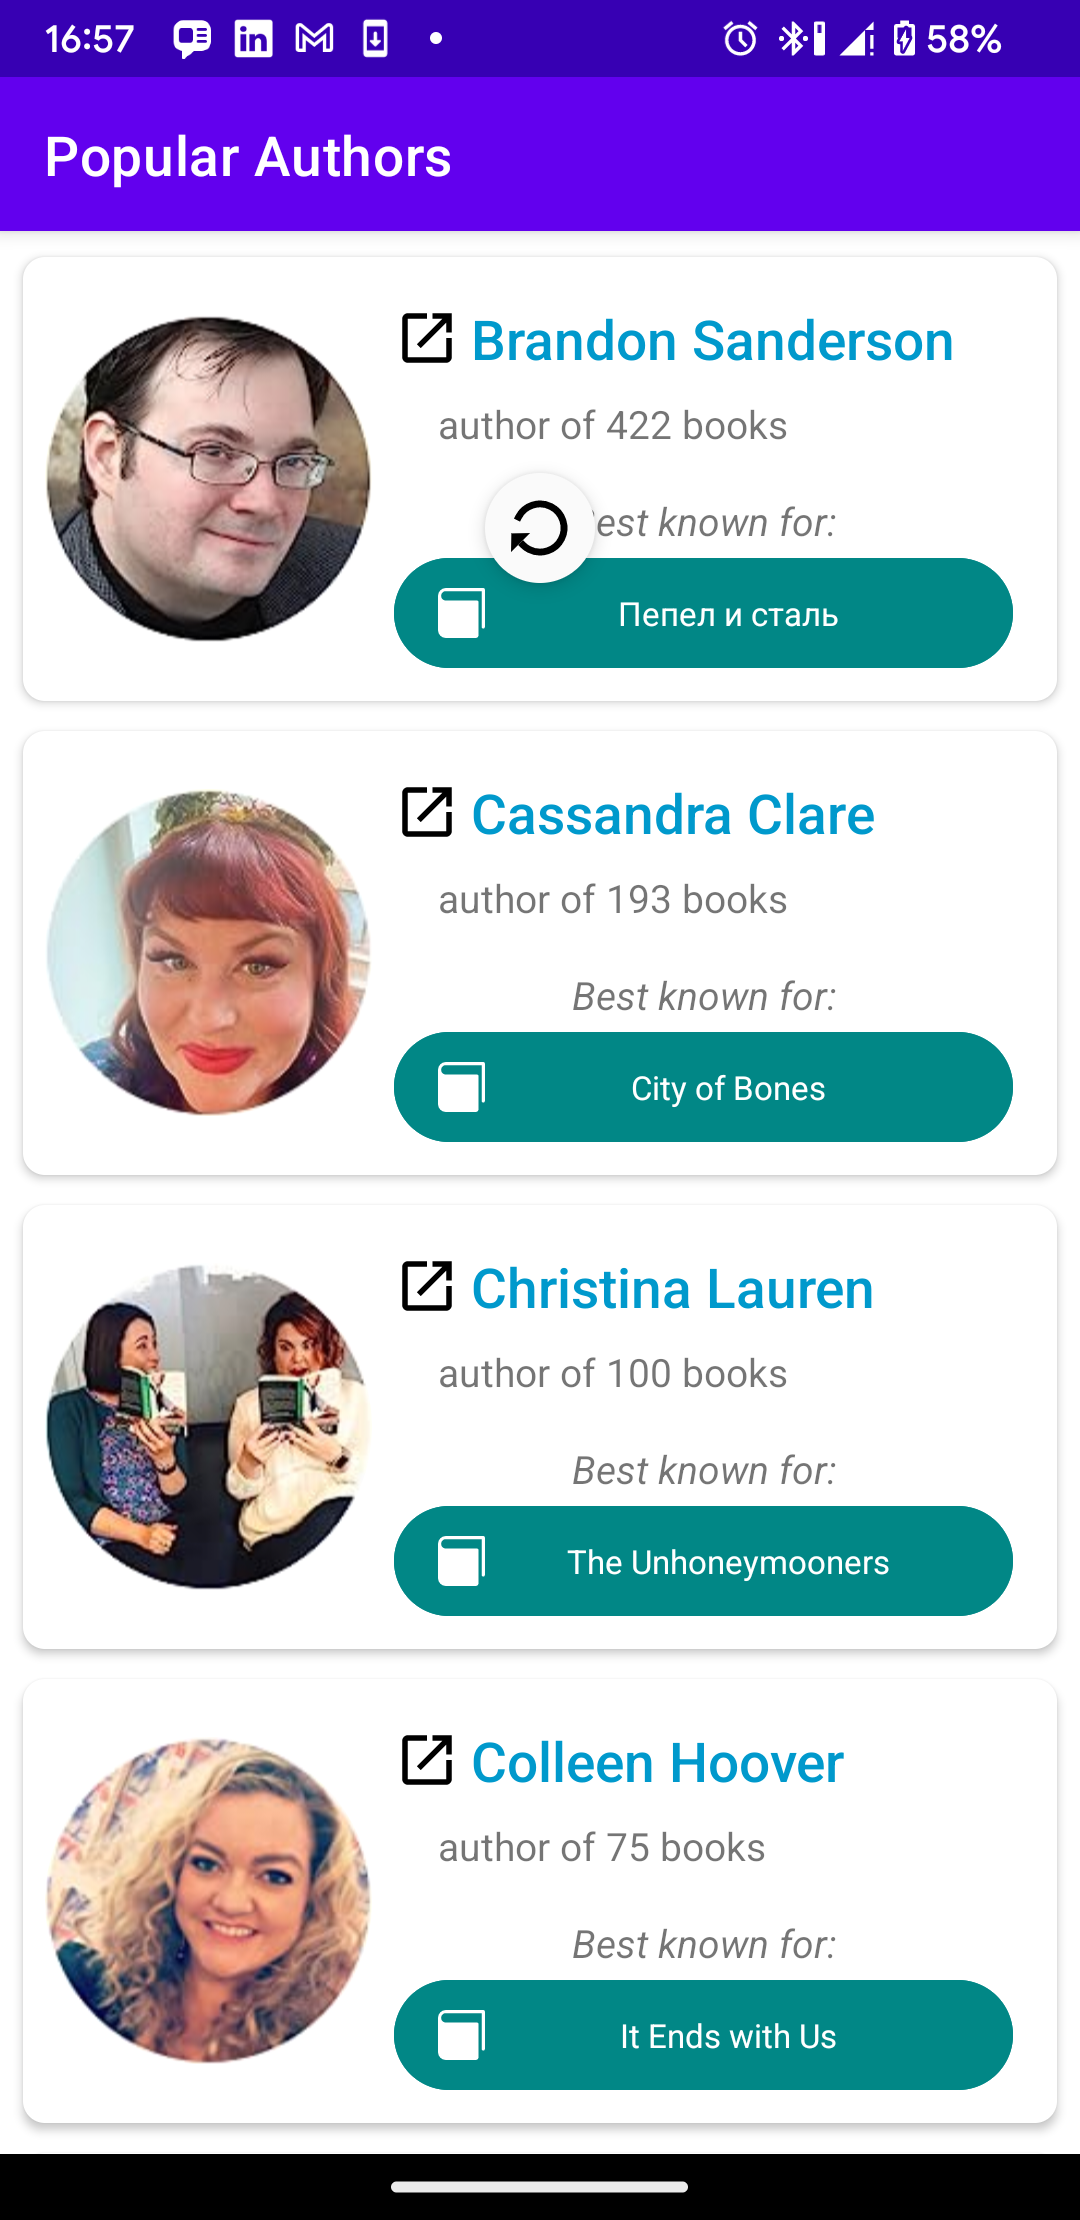 16:57
58%
Popular Authors
Brandon Sanderson
author of 422 books
est known for:
Пепел и сталь
Cassandra Clare
author of 193 books
Best known for:
City of Bones
Christina Lauren
author of 100 books
Best known for:
The Unhoneymooners
Colleen Hoover
author of 75 books
Best known for:
It Ends with Us